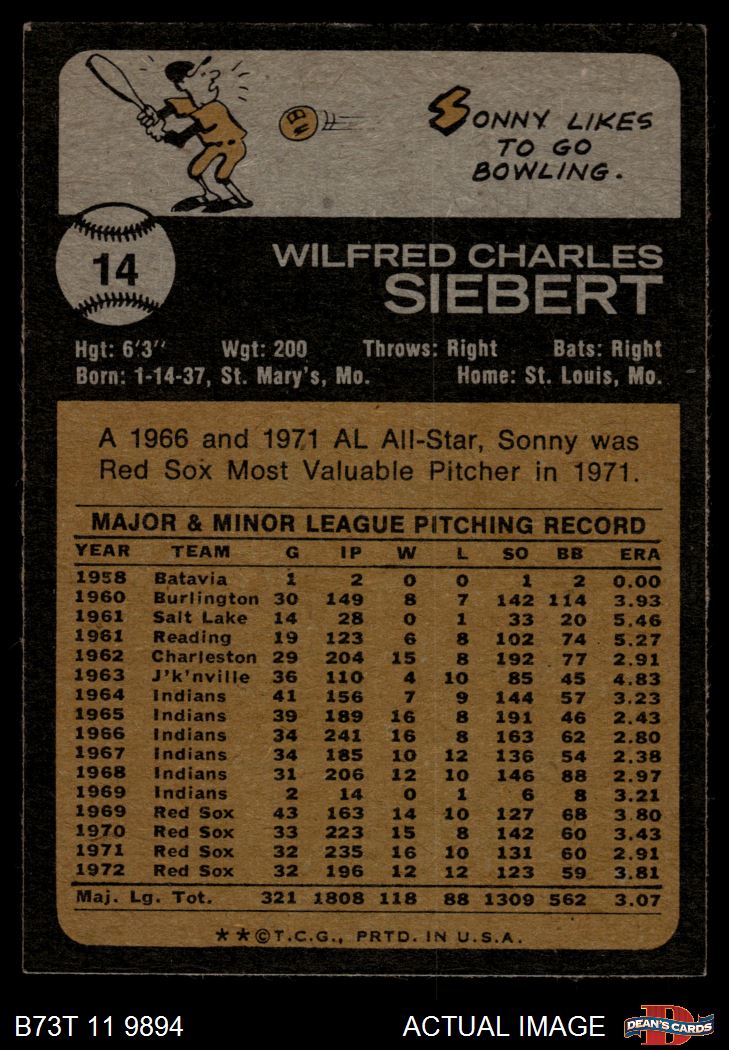 SONNY LIKES
TO GO
BOWLING.
14
WILFRED CHARLES
SIEBERT
Hgt: 6'3" Wgt: 200 Throws: Right Bats: Right
Born: 1-14-37, St. Mary's, Mo. Home: St. Louis, Mo.
A 1966 and 1971 AL All-Star, Sonny was
Red Sox Most Valuable Pitcher in 1971.
MAJOR & MINOR LEAGUE PITCHING RECORD
YEAR TEAM G IP W L SO BB ERA
1958 Batavia 1 2 0 0 1 2 0.00
1960 Burlington 30 149 8 7 142 114 3.93
1961 Salt Lake 14 28 0 1 33 20 5.46
1961 Reading 19 123 6 8 102 74 5.27
1962 Charleston 29 204 15 8 192 77 2.91
1963 J'k'nville 36 110 4 10 85 45 4.83
1964 Indians 41 156 7 9 144 57 3.23
1965 Indians 39 189 16 8 191 46 2.43
1966 Indians 34 241 16 8 163 62 2.80
1967 Indians 34 185 10 12 136 54 2.38
1968 Indians 31 206 12 10 146 88 2.97
1969 Indians 2 14 0 1 6 8 3.21
1969 Red Sox 43 163 14 10 127 68 3.80
1970 Red Sox 33 223 15 8 142 60 3.43
1971 Red Sox 32 235 16 10 131 60 2.91
1972 Red Sox 32 196 12 12 123 59 3.81
Maj. Lg. Tot. 321 1808 118 88 1309 562 3.07
★★©T.C.G., PRTD. IN U.S.A.
B73T 11 9894 ACTUAL IMAGE
D
DEAN'S CARDS